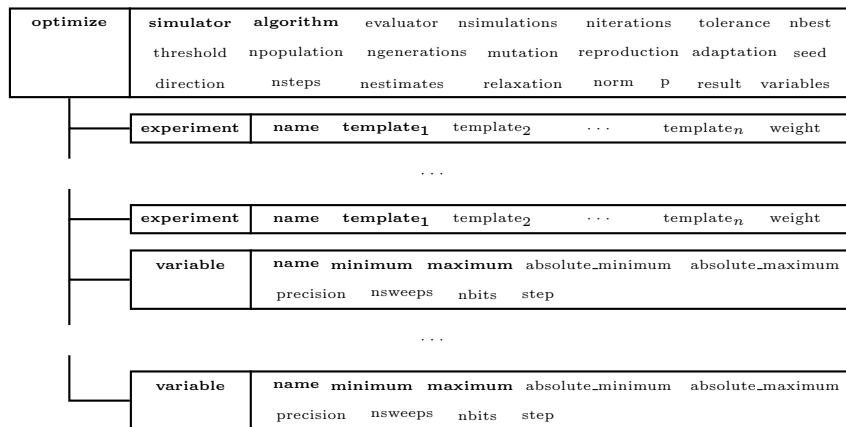 optimize simulator algorithm evaluator nsimulations niterations tolerance nbest
threshold npopulation ngenerations mutation reproduction adaptation seed
direction nsteps nestimates relaxation norm p result variables
experiment name template₁ template₂ ··· templateₙ weight
...
experiment name template₁ template₂ ··· templateₙ weight
variable name minimum maximum absolute_minimum absolute_maximum
precision nsweeps nbits step
...
variable name minimum maximum absolute_minimum absolute_maximum
precision nsweeps nbits step